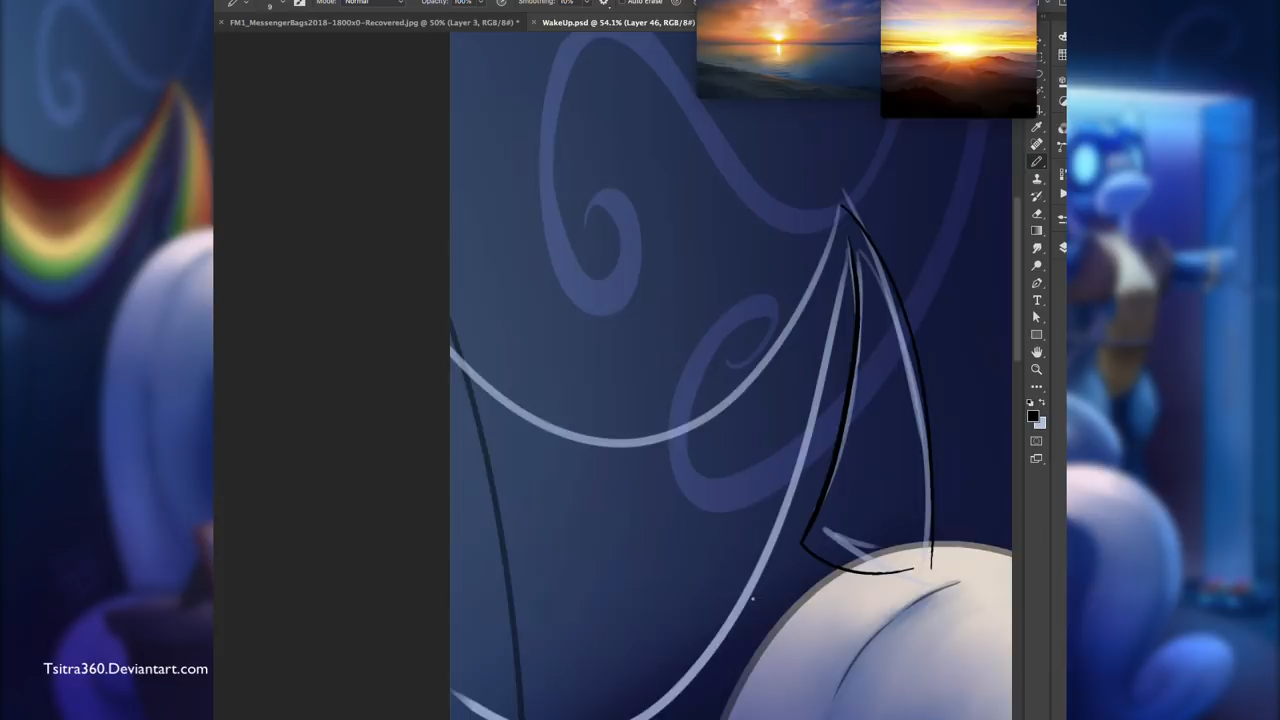 Mode: Normal Opacity: 100% Smoothing: 10% Auto Erase
9
× FM1_MessengerBags2018-1800x0-Recovered.jpg @ 50% (Layer 3, RGB/8#) * × WakeUp.psd @ 54.1% (Layer 46, RGB/8#)
Tsitra360.Deviantart.com